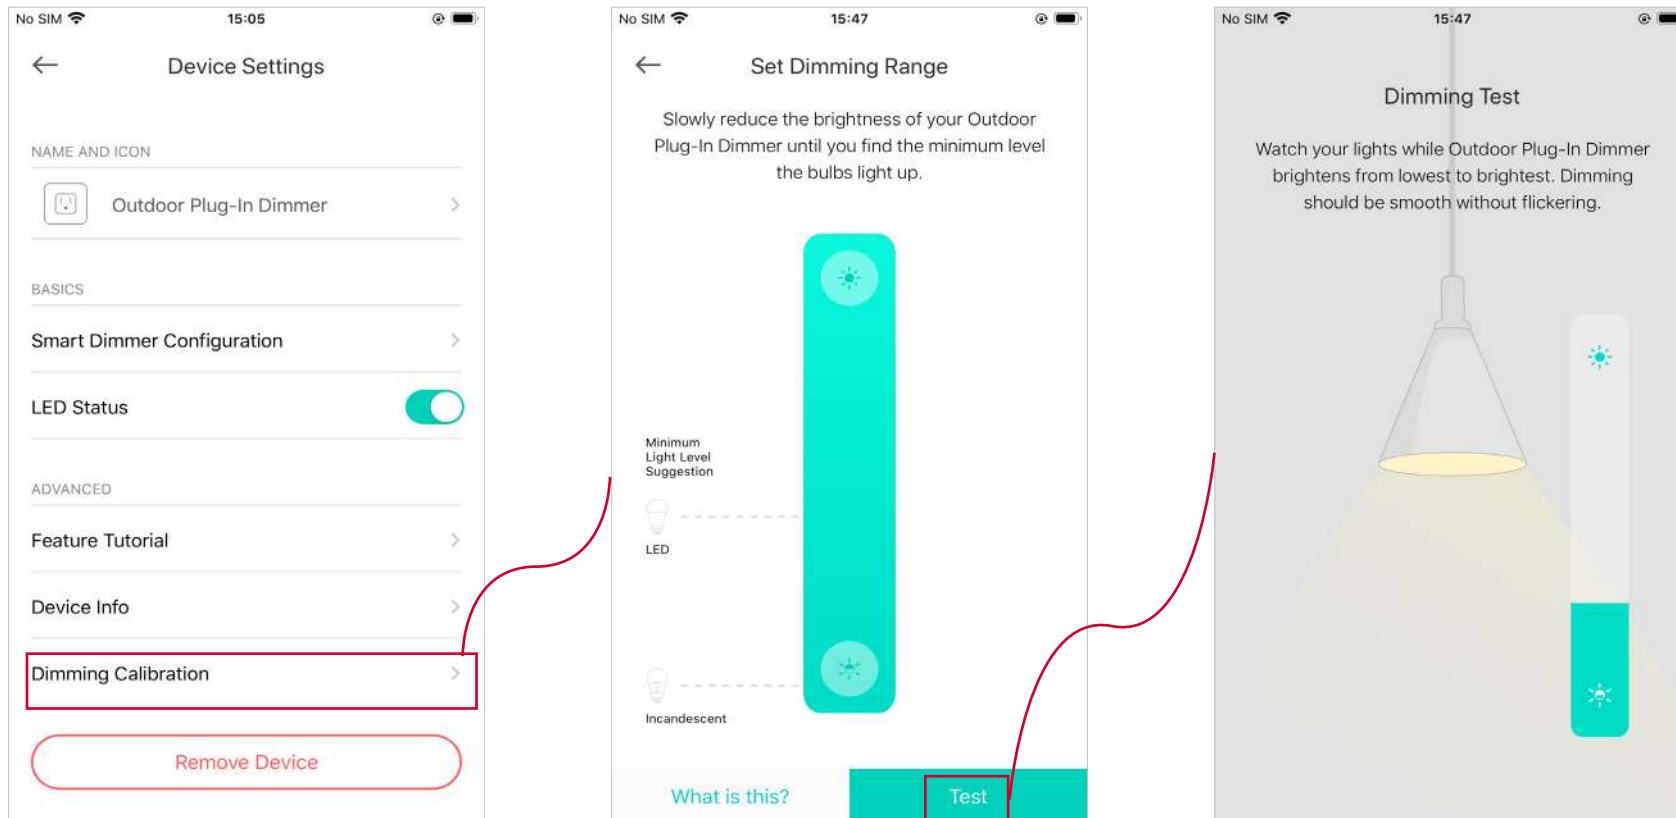 No SIM 15:05
Device Settings
NAME AND ICON
Outdoor Plug-In Dimmer
BASICS
Smart Dimmer Configuration
LED Status
ADVANCED
Feature Tutorial
Device Info
Dimming Calibration
Remove Device
No SIM 15:47
Set Dimming Range
Slowly reduce the brightness of your Outdoor
Plug-In Dimmer until you find the minimum level
the bulbs light up.
Minimum
Light Level
Suggestion
LED
Incandescent
What is this? Test
No SIM 15:47
Dimming Test
Watch your lights while Outdoor Plug-In Dimmer
brightens from lowest to brightest. Dimming
should be smooth without flickering.